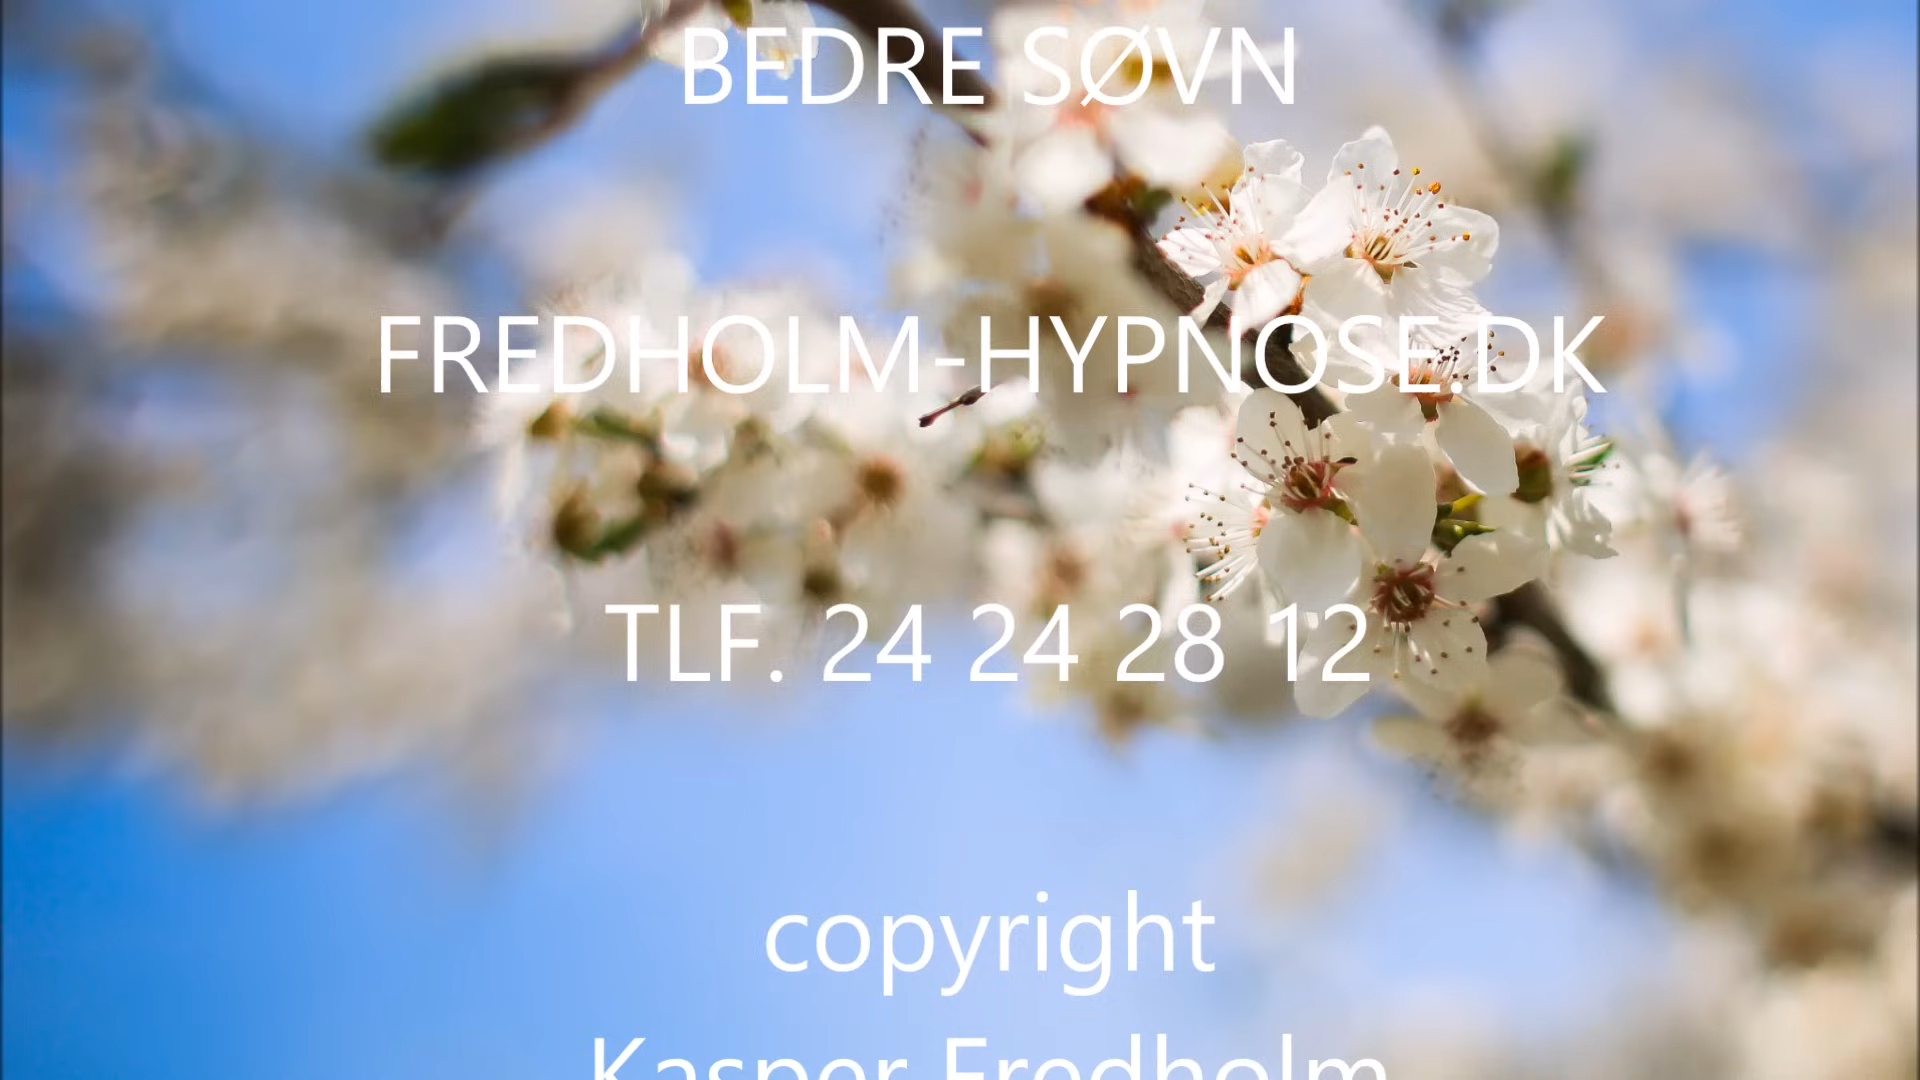 BEDRE SØVN
FREDHOLM-HYPNOSE.DK
TLF. 24 24 28 12
copyright
Kasper Fredholm